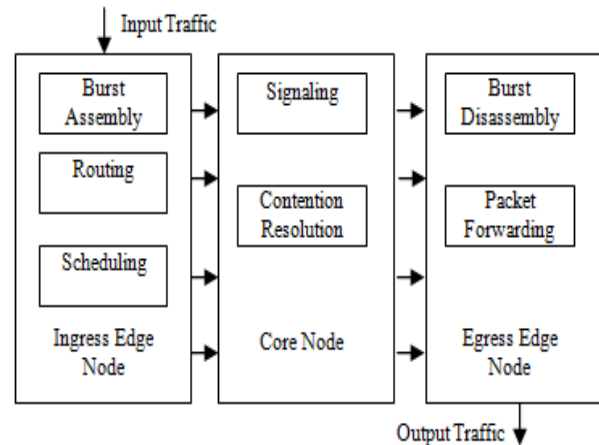 Input Traffic
Burst
Assembly
Routing
Scheduling
Ingress Edge
Node
Signaling
Contention
Resolution
Core Node
Burst
Disassembly
Packet
Forwarding
Egress Edge
Node
Output Traffic